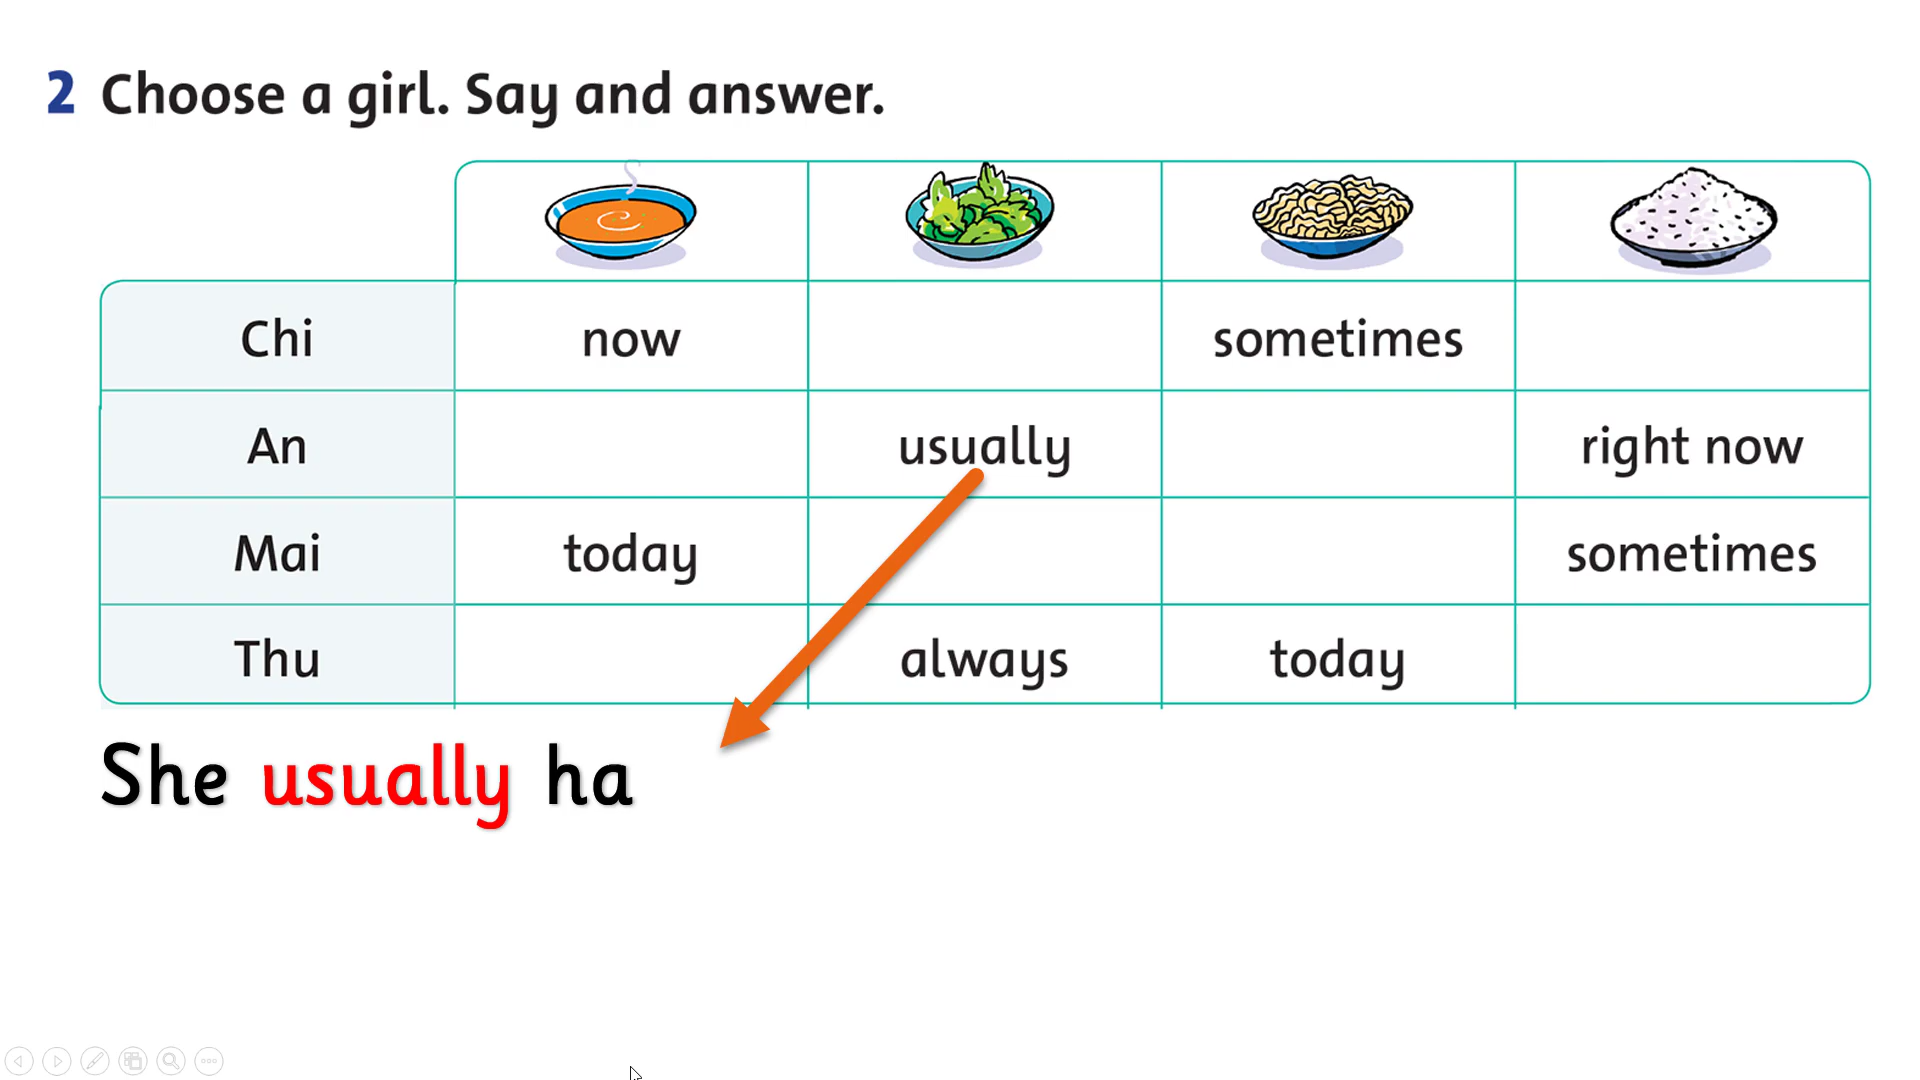 2 Choose a girl. Say and answer.
Chi now sometimes
An usually right now
Mai today sometimes
Thu always today
She usually ha